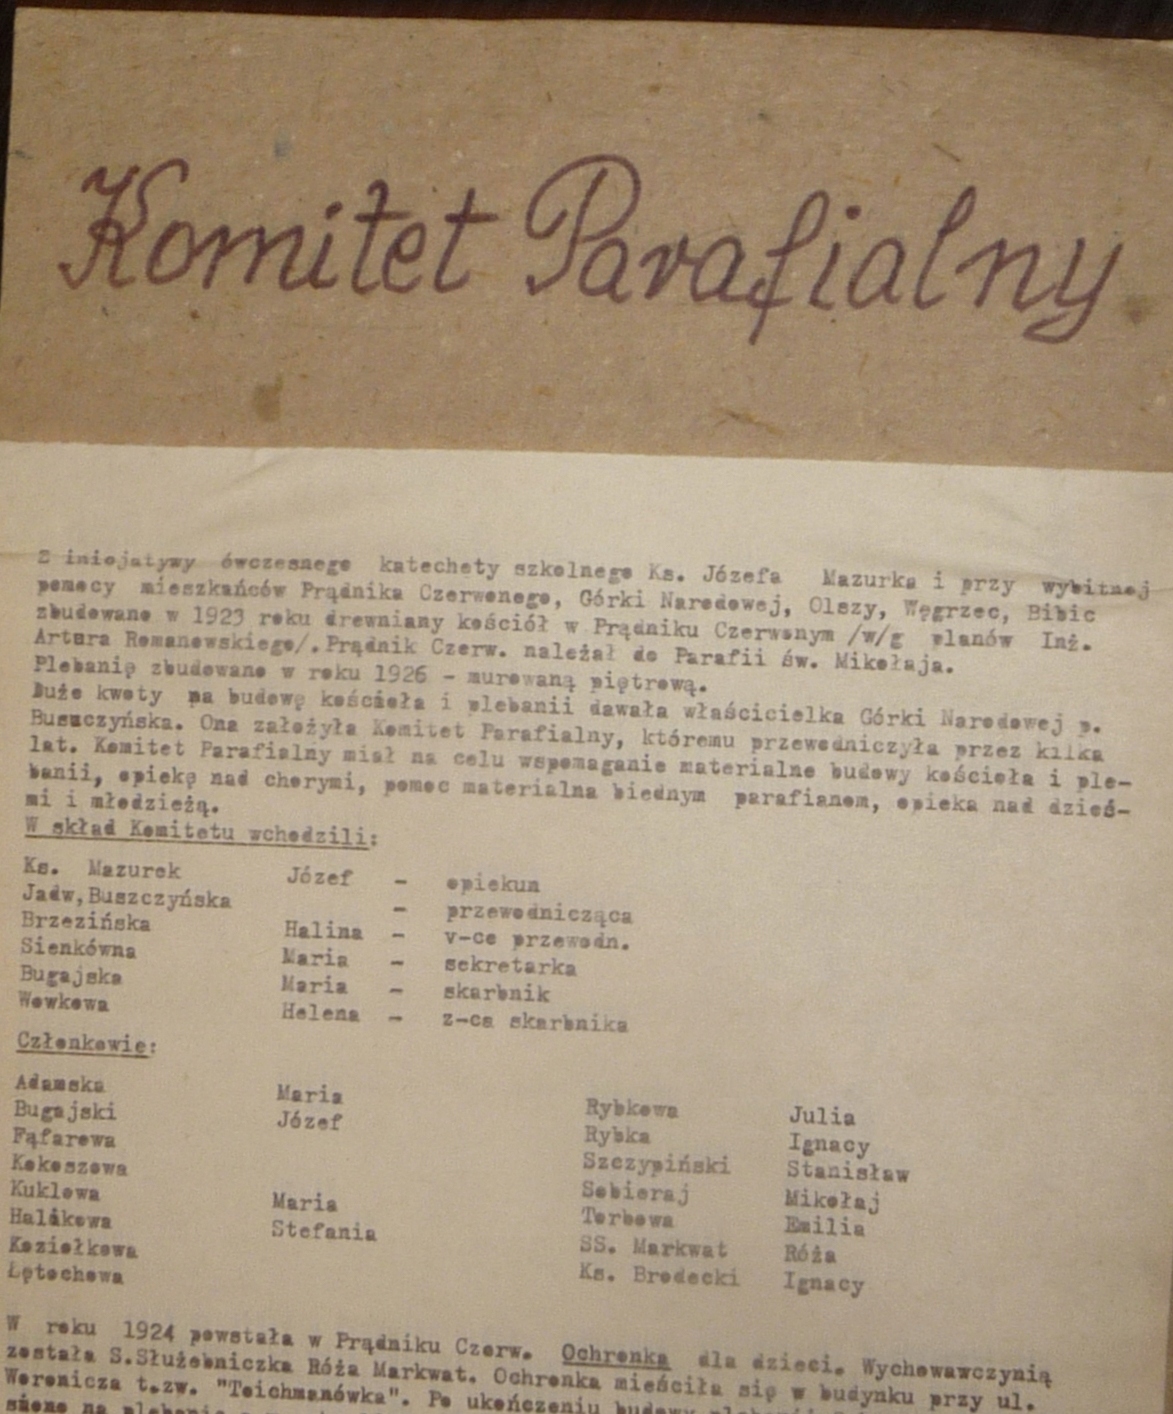 Komitet Parafialny
Z inicjatywy ówczesnego katechety szkolnego Ks. Józefa Mazurka i przy wybitnej
pomocy mieszkańców Prądnika Czerwonego, Górki Narodowej, Olszy, Węgrzec, Bibic
zbudowano w 1923 roku drewniany kościół w Prądniku Czerwonym /w/g planów Inż.
Artura Romanowskiego/. Prądnik Czerw. należał do Parafii św. Mikołaja.
Plebanię zbudowano w roku 1926 - murowaną piętrową.
Duże kwoty na budowę kościoła i plebanii dawała właścicielka Górki Narodowej p.
Buszczyńska. Ona założyła Komitet Parafialny, któremu przewodniczyła przez kilka
lat. Komitet Parafialny miał na celu wspomaganie materialne budowy kościoła i ple-
banii, opiekę nad chorymi, pomoc materialna biednym parafianom, opieka nad dzieć-
mi i młodzieżą.
W skład Komitetu wchodzili:
Ks. Mazurek Józef - opiekun
Jadw,Buszczyńska - przewodnicząca
Brzezińska Halina - v-ce przewodn.
Sienkówna Maria - sekretarka
Bugajska Maria - skarbnik
Wowkowa Helena - z-ca skarbnika
Członkowie:
Adamska Maria Rybkowa Julia
Bugajski Józef Rybka Ignacy
Fąfarowa Szczypiński Stanisław
Kokoszowa Sobieraj Mikołaj
Kuklowa Maria Torbowa Emilia
Halikowa Stefania SS. Markwat Róża
Koziołkowa Ks. Brodecki Ignacy
Łętochowa
W roku 1924 powstała w Prądniku Czerw. Ochronka dla dzieci. Wychowawczynią
została S.Służebniczka Róża Markwat. Ochronka mieściła się w budynku przy ul.
Woronicza t.zw. "Teichmanówka". Po ukończeniu budowy